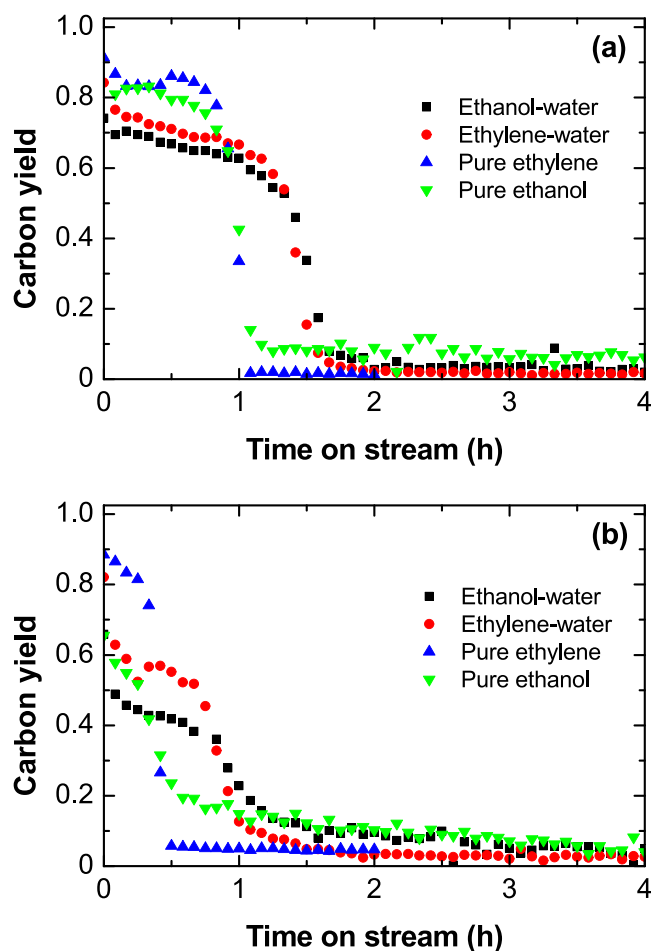 (a)
1.0
0.8
0.6
0.4
0.2
0
Carbon yield
Ethanol-water
Ethylene-water
Pure ethylene
Pure ethanol
0 1 2 3 4
Time on stream (h)
(b)
1.0
0.8
0.6
0.4
0.2
0
Carbon yield
Ethanol-water
Ethylene-water
Pure ethylene
Pure ethanol
0 1 2 3 4
Time on stream (h)